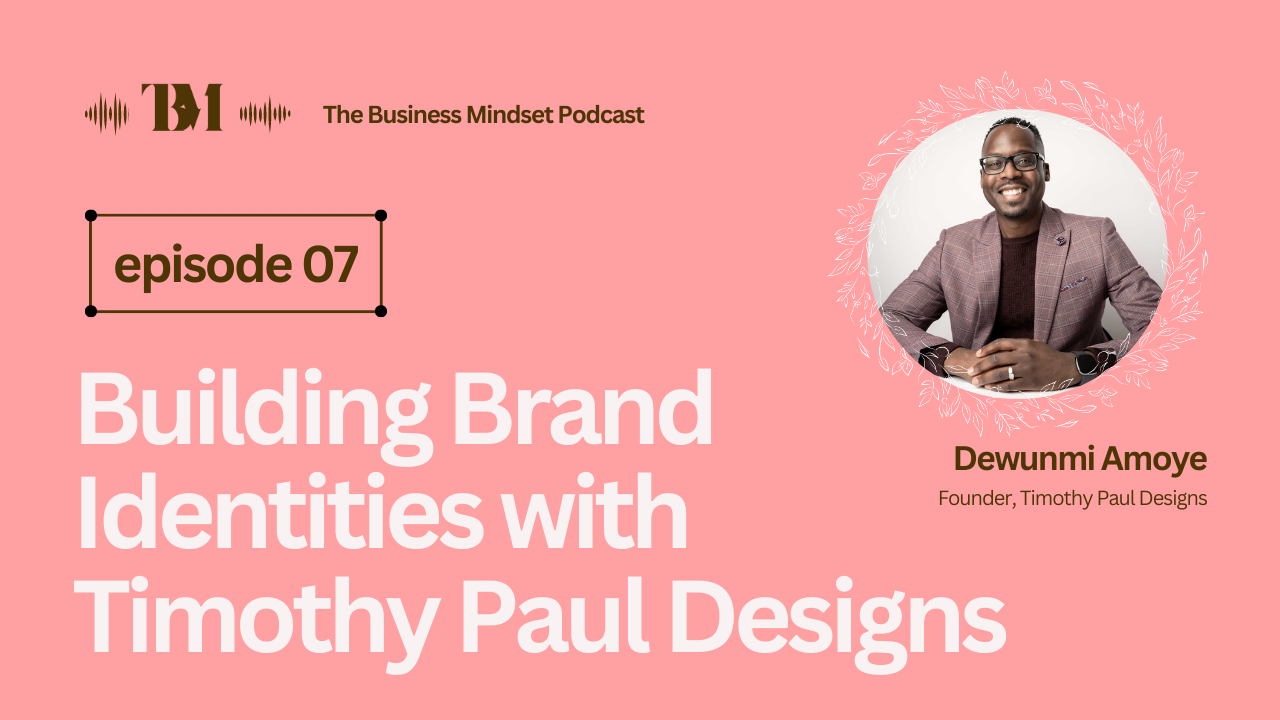 TBM
The Business Mindset Podcast
episode 07
Building Brand
Identities with
Timothy Paul Designs
Dewunmi Amoye
Founder, Timothy Paul Designs